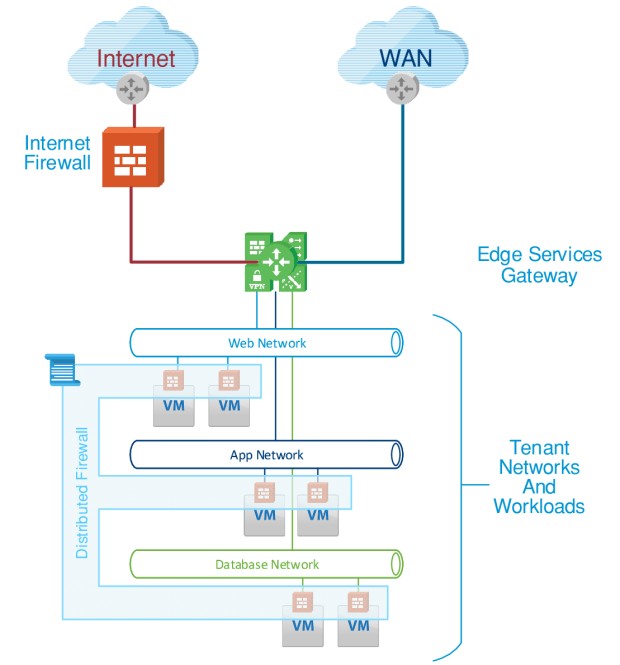 Internet
WAN
Internet
Firewall
VPN
Edge Services
Gateway
Web Network
VM
VM
App Network
VM
VM
Database Network
VM
VM
Distributed Firewall
Tenant
Networks
And
Workloads